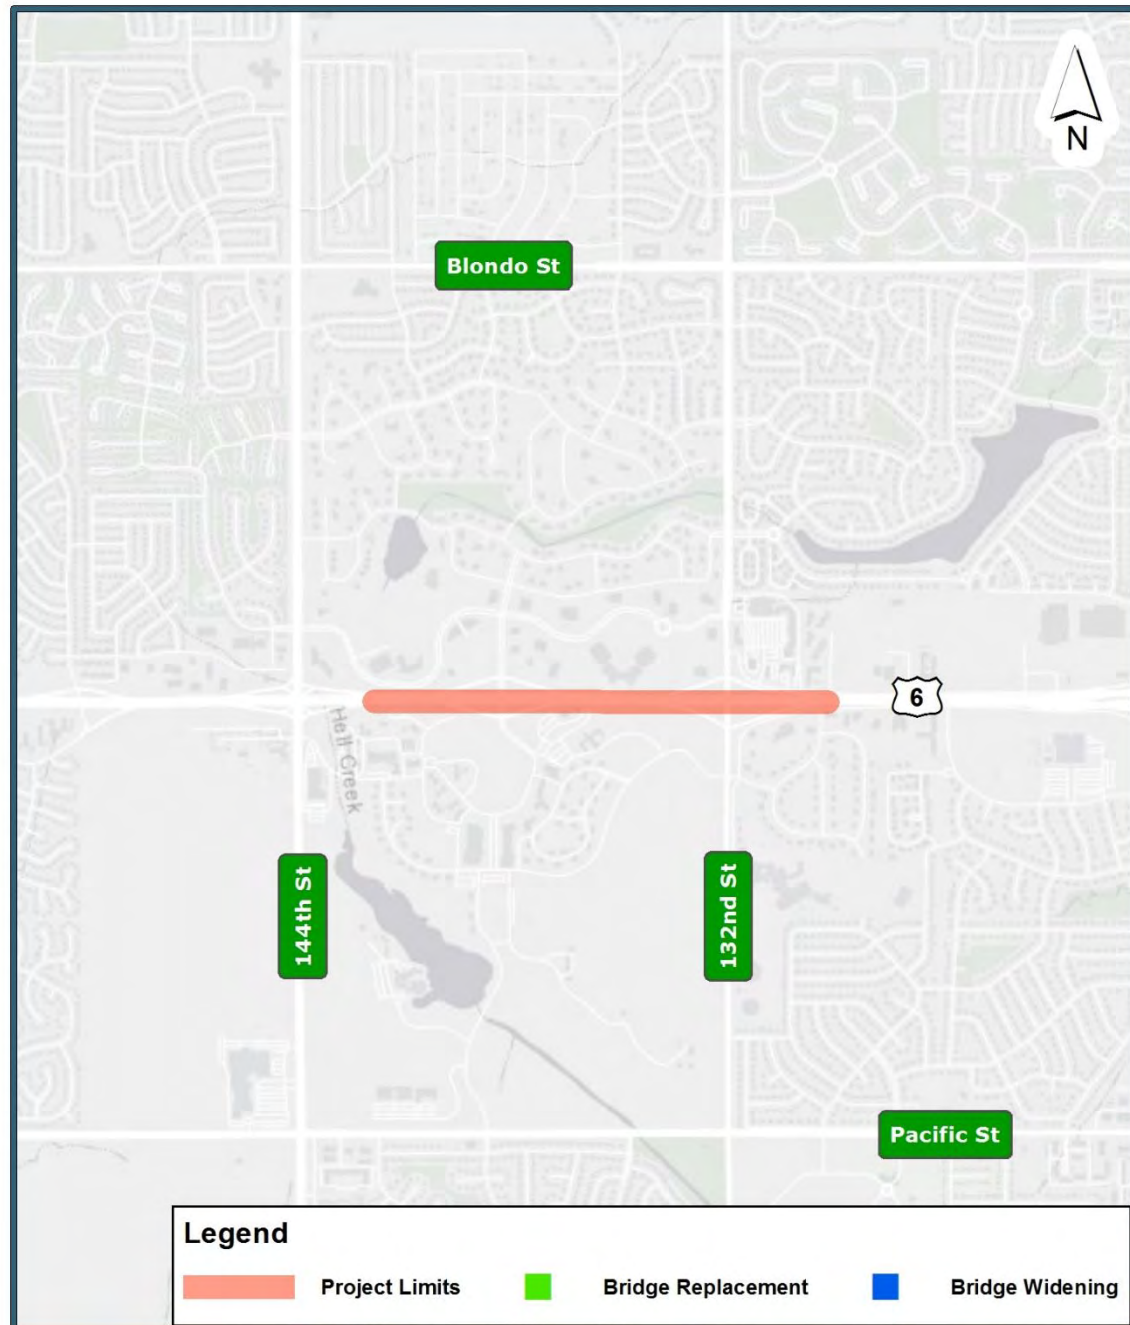 N
Blondo St
6
Hell Creek
144th St
132nd St
Pacific St
Legend
Project Limits
Bridge Replacement
Bridge Widening